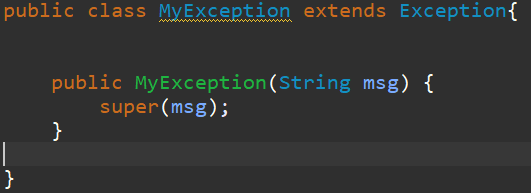 public class MyException extends Exception{
public MyException(String msg) {
super(msg);
}
}